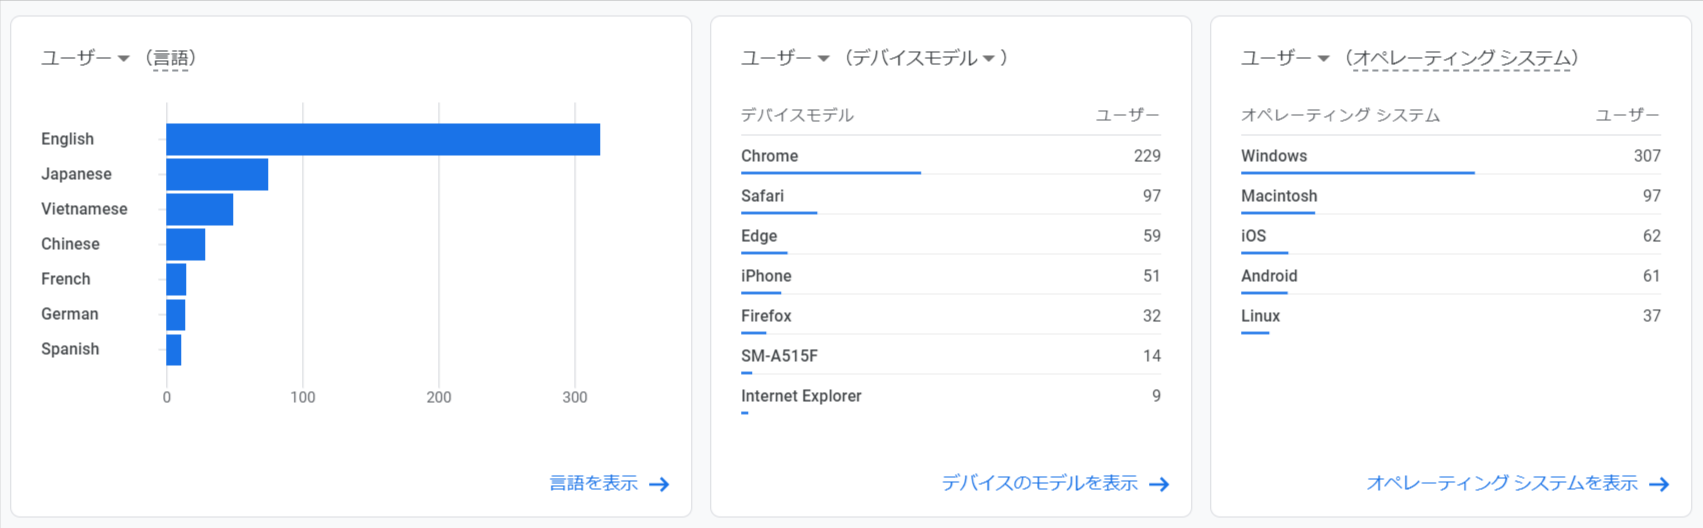 ユーザー （言語）
English
Japanese
Vietnamese
Chinese
French
German
Spanish
0 100 200 300
言語を表示
ユーザー （デバイスモデル ）
デバイスモデル ユーザー
Chrome 229
Safari 97
Edge 59
iPhone 51
Firefox 32
SM-A515F 14
Internet Explorer 9
デバイスのモデルを表示
ユーザー （オペレーティング システム）
オペレーティング システム ユーザー
Windows 307
Macintosh 97
iOS 62
Android 61
Linux 37
オペレーティング システムを表示